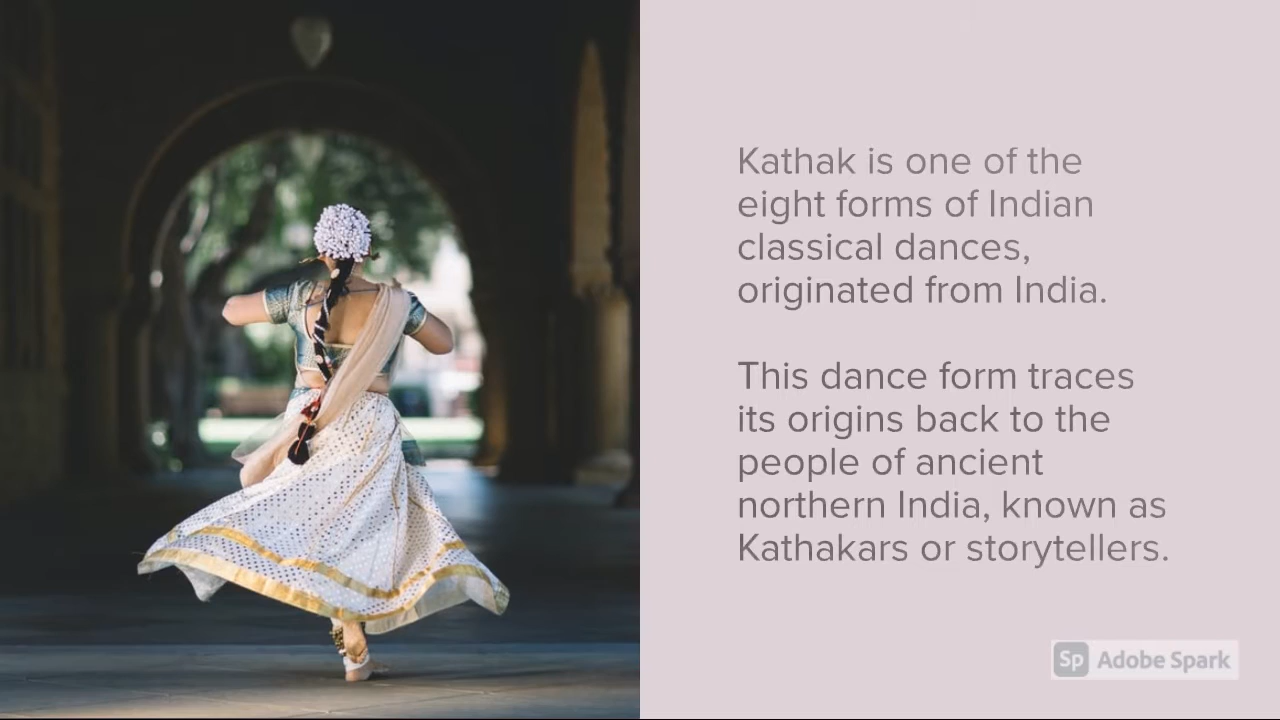 Kathak is one of the
eight forms of Indian
classical dances,
originated from India.
This dance form traces
its origins back to the
people of ancient
northern India, known as
Kathakars or storytellers.
Sp Adobe Spark